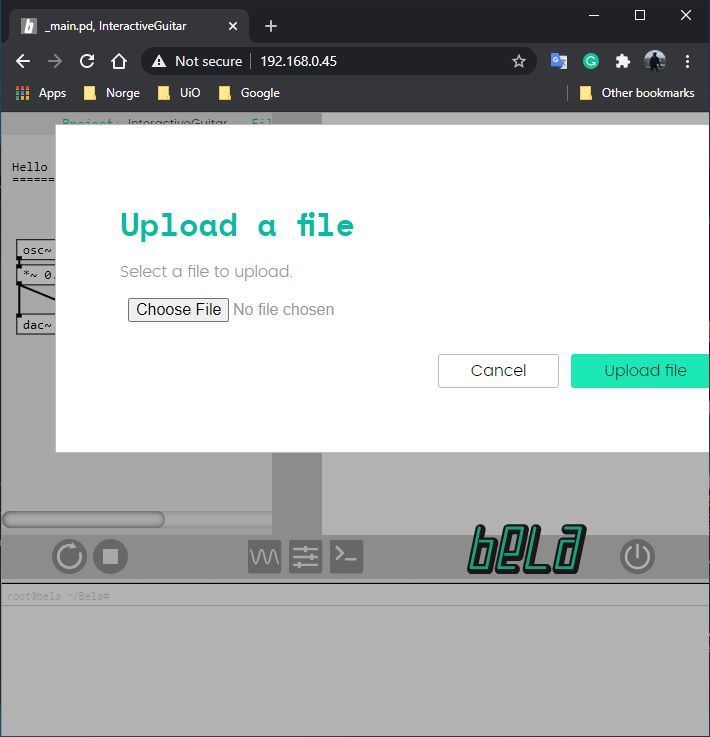 _main.pd, InteractiveGuitar
Not secure
192.168.0.45
Apps
Norge
UiO
Google
Other bookmarks
Project: InteractiveGuitar
Fil
Hello
======
Upload a file
osc~
Select a file to upload.
*~ 0.
Choose File No file chosen
dac~
Cancel
Upload file
bela
root@bela ~/Bela#